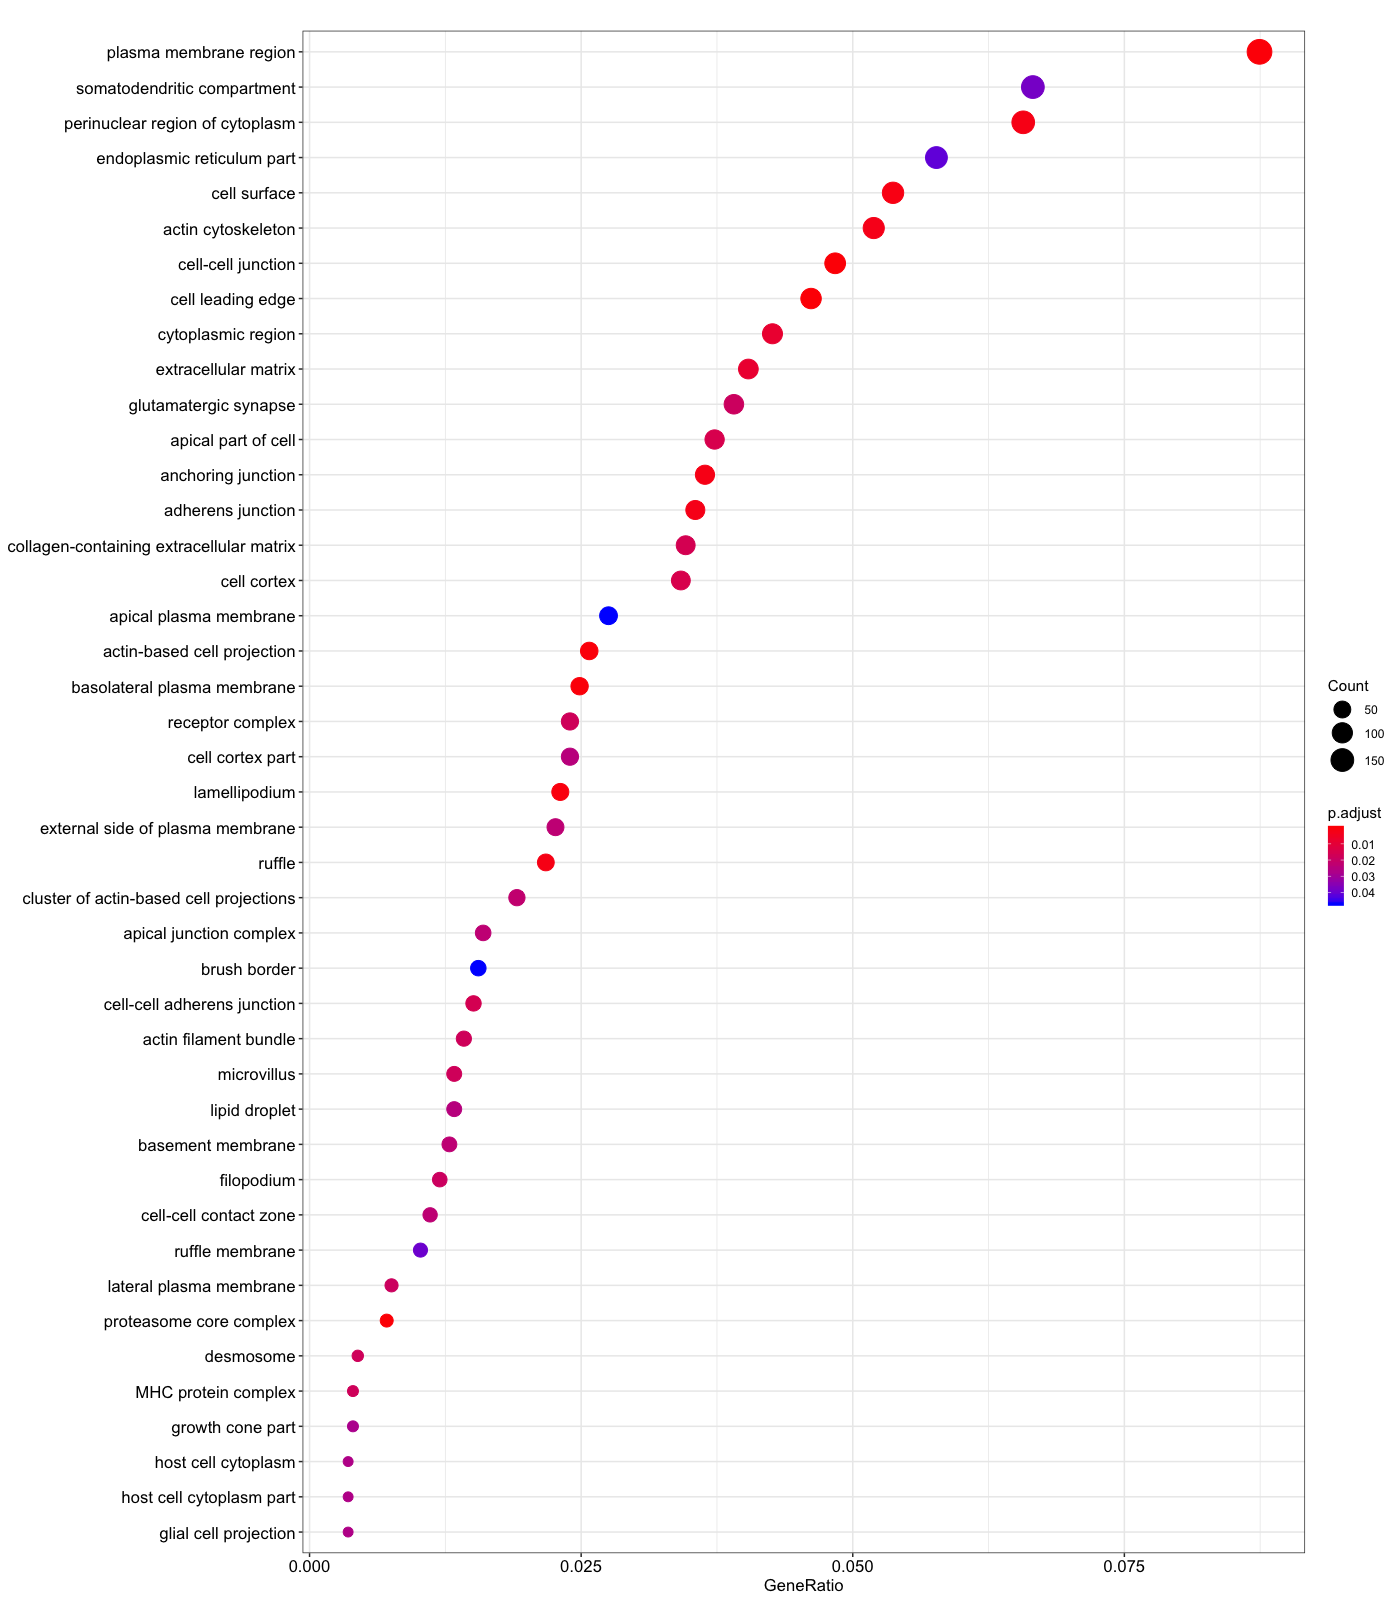 plasma membrane region
somatodendritic compartment
perinuclear region of cytoplasm
endoplasmic reticulum part
cell surface
actin cytoskeleton
cell-cell junction
cell leading edge
cytoplasmic region
extracellular matrix
glutamatergic synapse
apical part of cell
anchoring junction
adherens junction
collagen-containing extracellular matrix
cell cortex
apical plasma membrane
actin-based cell projection
basolateral plasma membrane
receptor complex
cell cortex part
lamellipodium
external side of plasma membrane
ruffle
cluster of actin-based cell projections
apical junction complex
brush border
cell-cell adherens junction
actin filament bundle
microvillus
lipid droplet
basement membrane
filopodium
cell-cell contact zone
ruffle membrane
lateral plasma membrane
proteasome core complex
desmosome
MHC protein complex
growth cone part
host cell cytoplasm
host cell cytoplasm part
glial cell projection
0.000 0.025 0.050 0.075
GeneRatio
Count
50
100
150
p.adjust
0.01
0.02
0.03
0.04